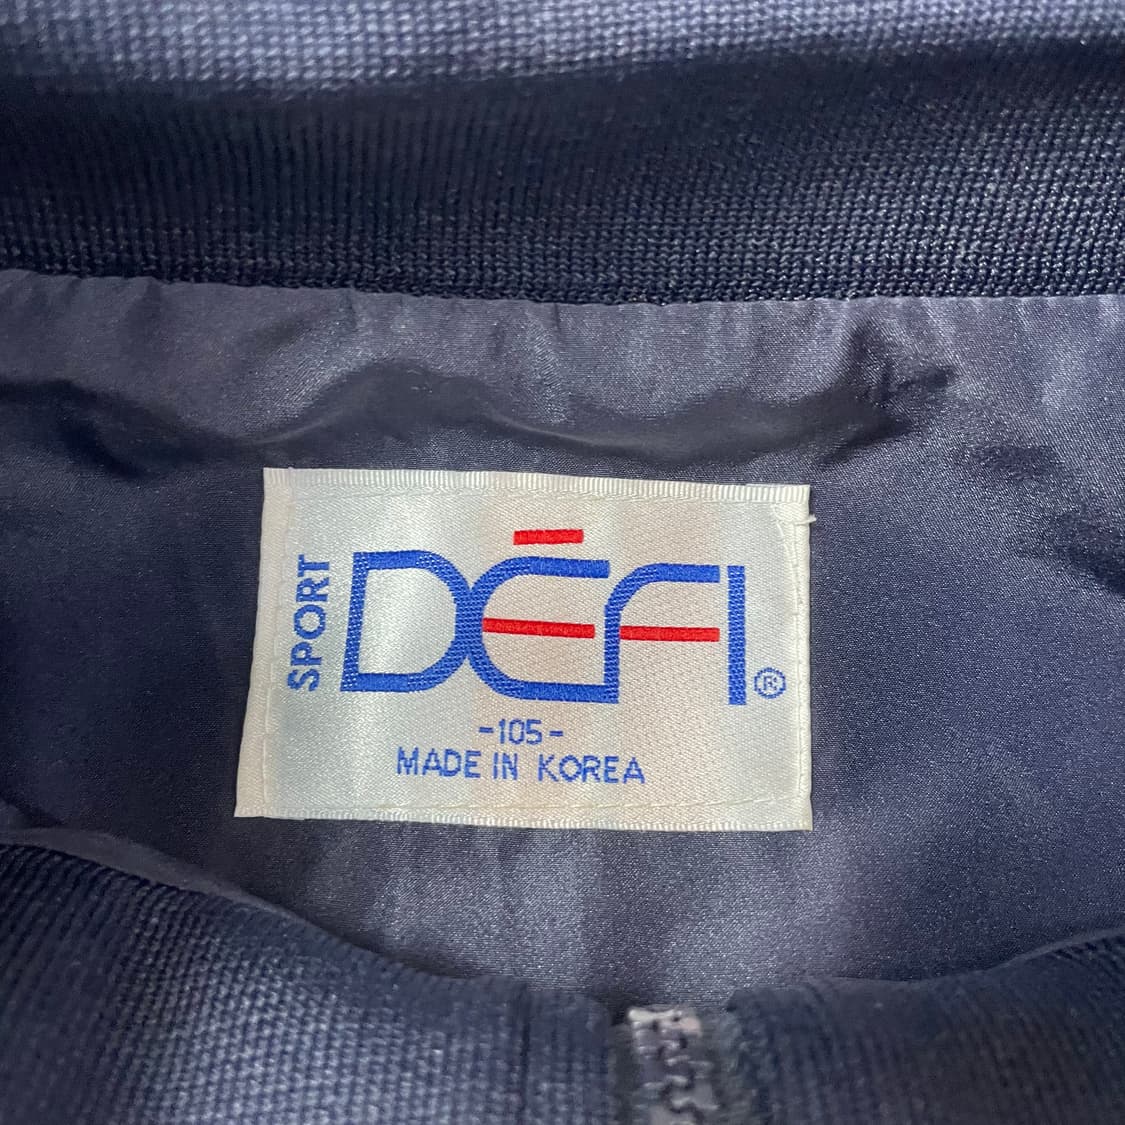 SPORT
DÉFI®
-105-
MADE IN KOREA